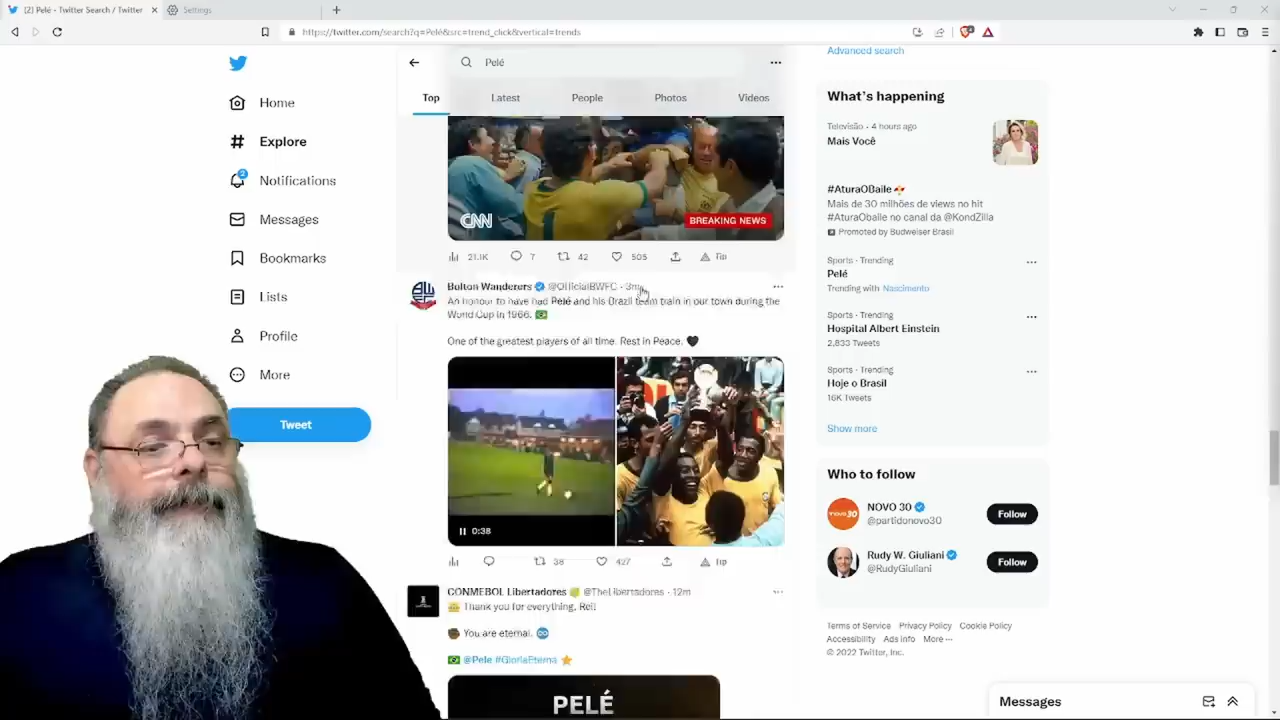 (2) Pelé - Twitter Search / Twitter
Settings
https://twitter.com/search?q=Pelé&src=trend_click&vertical=trends
Home
Explore
2
Notifications
Messages
Bookmarks
Lists
Profile
More
Tweet
Pelé
Top
Latest
People
Photos
Videos
CNN
BREAKING NEWS
21.1K
7
42
505
Tip
Bolton Wanderers @OfficialBWFC · 3m
An honour to have had Pelé and his Brazil team train in our town during the
World Cup in 1966. 🇧🇷
One of the greatest players of all time. Rest in Peace. 🖤
0:38
38
427
Tip
CONMEBOL Libertadores @TheLibertadores · 12m
Thank you for everything, Rei!
You are eternal. ♾️
🇧🇷 @Pele #GloriaEterna ⭐
PELÉ
Advanced search
What's happening
Televisão · 4 hours ago
Mais Você
#AturaOBaile
Mais de 30 milhões de views no hit
#AturaObaile no canal da @KondZilla
Promoted by Budweiser Brasil
Sports · Trending
Pelé
Trending with Nascimento
Sports · Trending
Hospital Albert Einstein
2,833 Tweets
Sports · Trending
Hoje o Brasil
16K Tweets
Show more
Who to follow
NOVO 30
@partidonovo30
Follow
Rudy W. Giuliani
@RudyGiuliani
Follow
Terms of Service Privacy Policy Cookie Policy
Accessibility Ads info More ···
© 2022 Twitter, Inc.
Messages